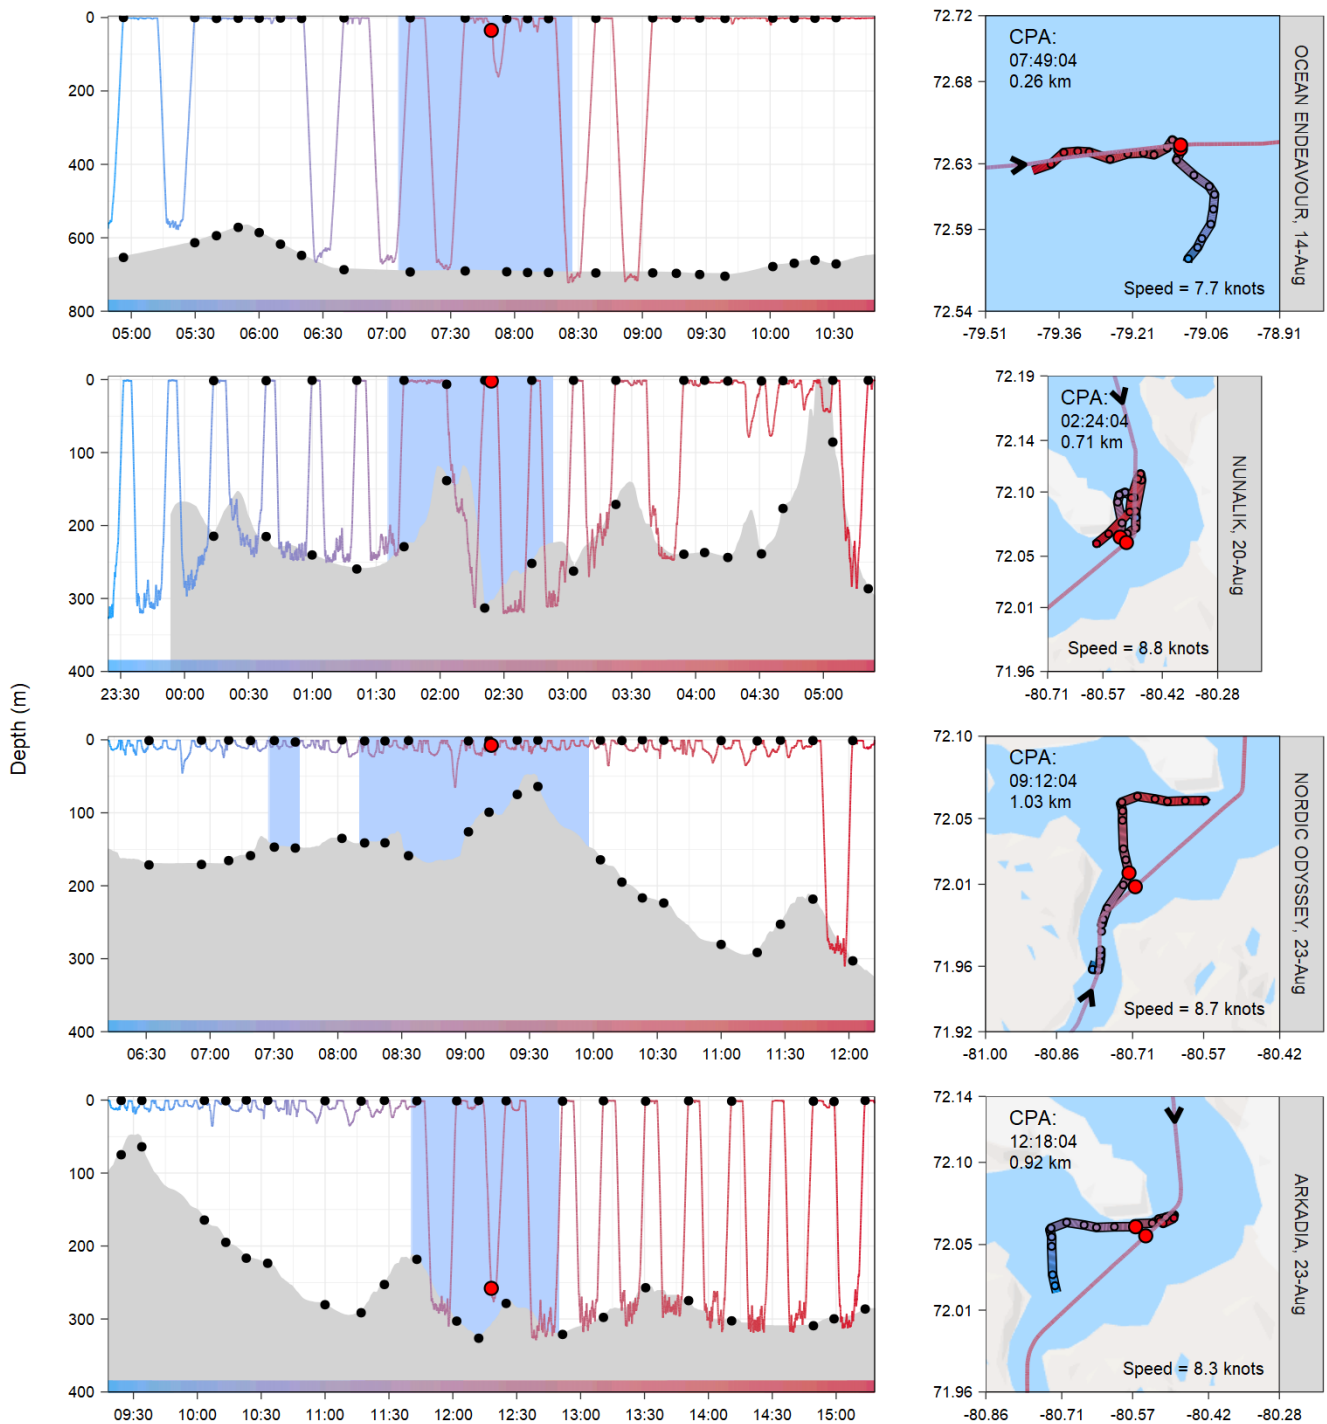 Depth (m)
0
200
400
600
800
05:00 05:30 06:00 06:30 07:00 07:30 08:00 08:30 09:00 09:30 10:00 10:30
72.72
72.68
72.63
72.59
72.54
CPA:
07:49:04
0.26 km
Speed = 7.7 knots
-79.51 -79.36 -79.21 -79.06 -78.91
OCEAN ENDEAVOUR, 14-Aug
0
100
200
300
400
23:30 00:00 00:30 01:00 01:30 02:00 02:30 03:00 03:30 04:00 04:30 05:00
72.19
72.14
72.10
72.05
72.01
71.96
CPA:
02:24:04
0.71 km
Speed = 8.8 knots
-80.71 -80.57 -80.42 -80.28
NUNALIK, 20-Aug
0
100
200
300
400
06:30 07:00 07:30 08:00 08:30 09:00 09:30 10:00 10:30 11:00 11:30 12:00
72.10
72.05
72.01
71.96
71.92
CPA:
09:12:04
1.03 km
Speed = 8.7 knots
-81.00 -80.86 -80.71 -80.57 -80.42
NORDIC ODYSSEY, 23-Aug
0
100
200
300
400
09:30 10:00 10:30 11:00 11:30 12:00 12:30 13:00 13:30 14:00 14:30 15:00
72.14
72.10
72.05
72.01
71.96
CPA:
12:18:04
0.92 km
Speed = 8.3 knots
-80.86 -80.71 -80.57 -80.42 -80.28
ARKADIA, 23-Aug